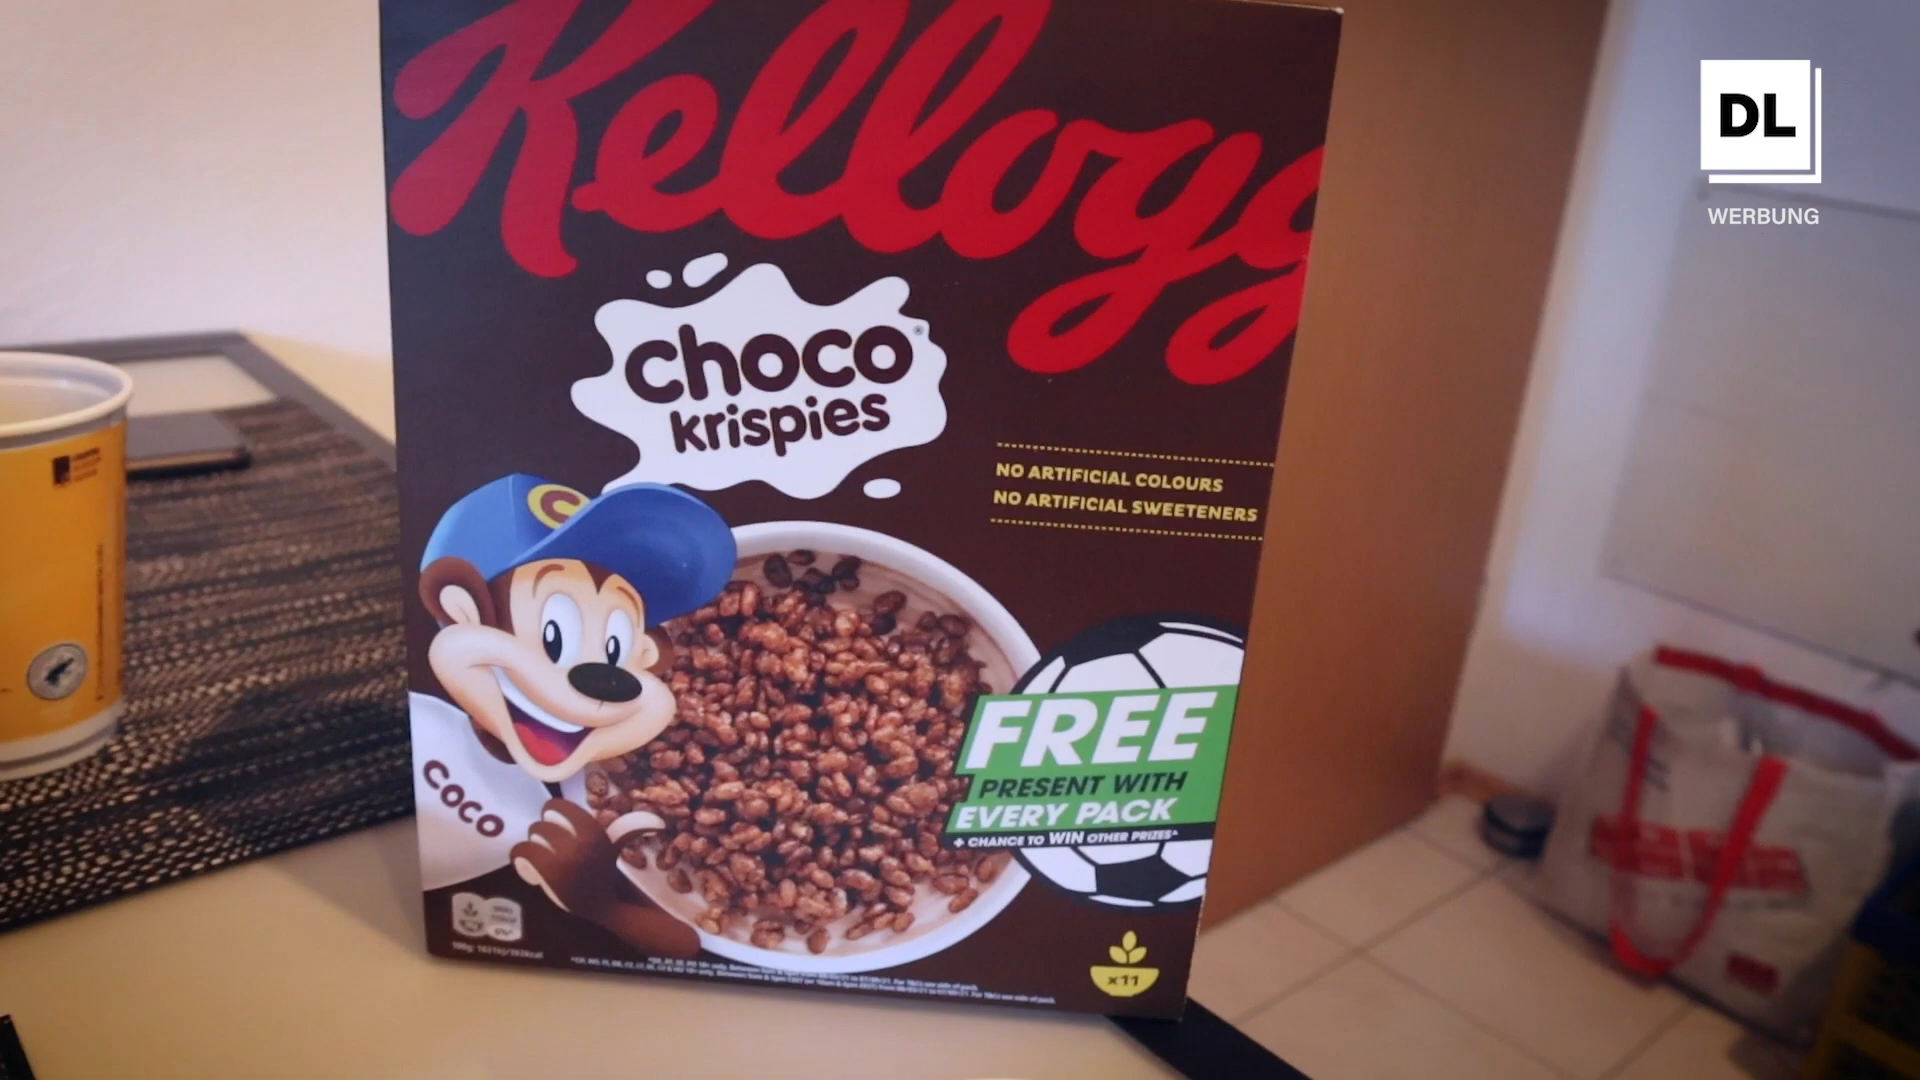 Kellogg
DL
WERBUNG
choco®
krispies
NO ARTIFICIAL COLOURS
NO ARTIFICIAL SWEETENERS
C
FREE
PRESENT WITH
EVERY PACK
+ CHANCE TO WIN OTHER PRIZES^
COCO
x11